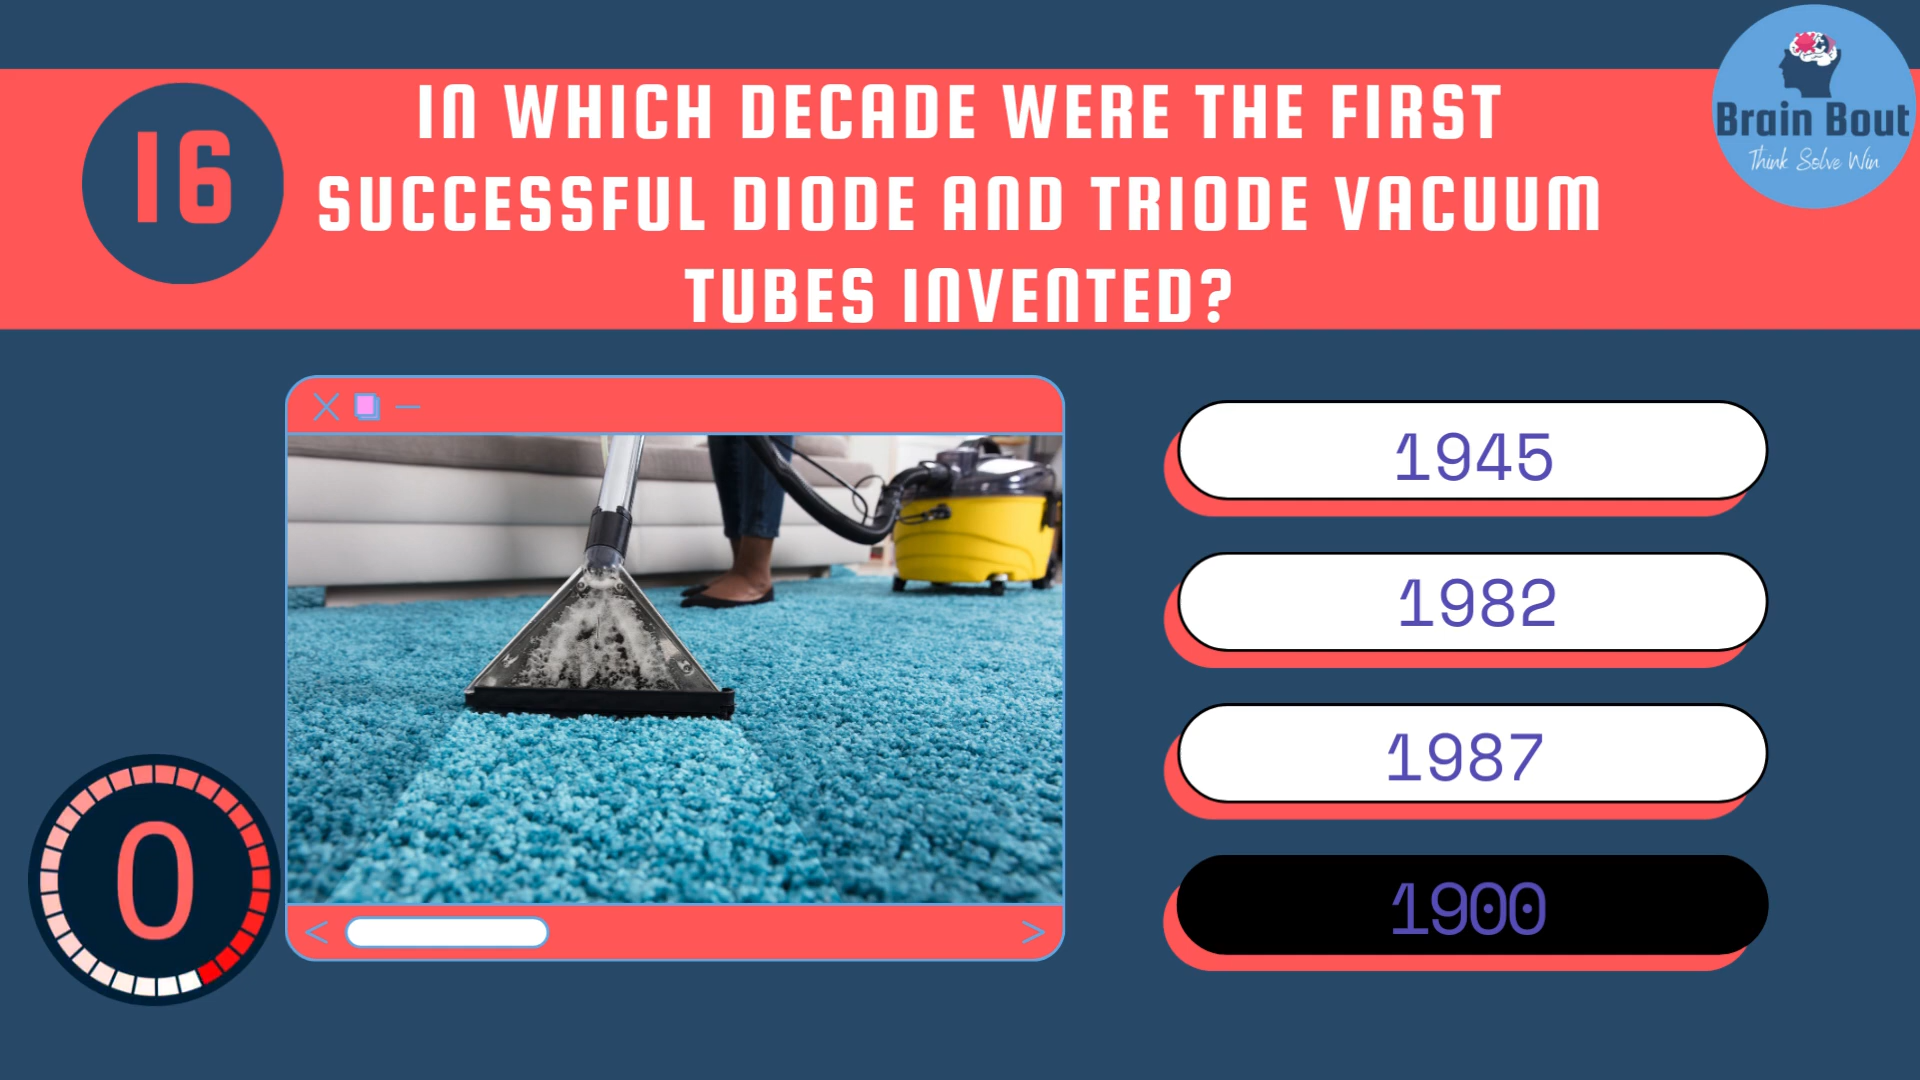 16
IN WHICH DECADE WERE THE FIRST
SUCCESSFUL DIODE AND TRIODE VACUUM
TUBES INVENTED?
Brain Bout
Think Solve Win
1945
1982
1987
1900
0